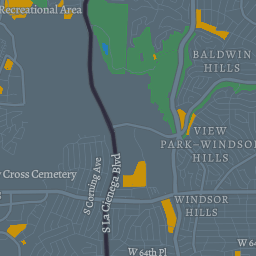 Recreational Area
BALDWIN
HILLS
VIEW
PARK–WINDSOR
HILLS
Cross Cemetery
S Corning Ave
S La Cienega Blvd
WINDSOR
HILLS
W 64th Pl
W 64